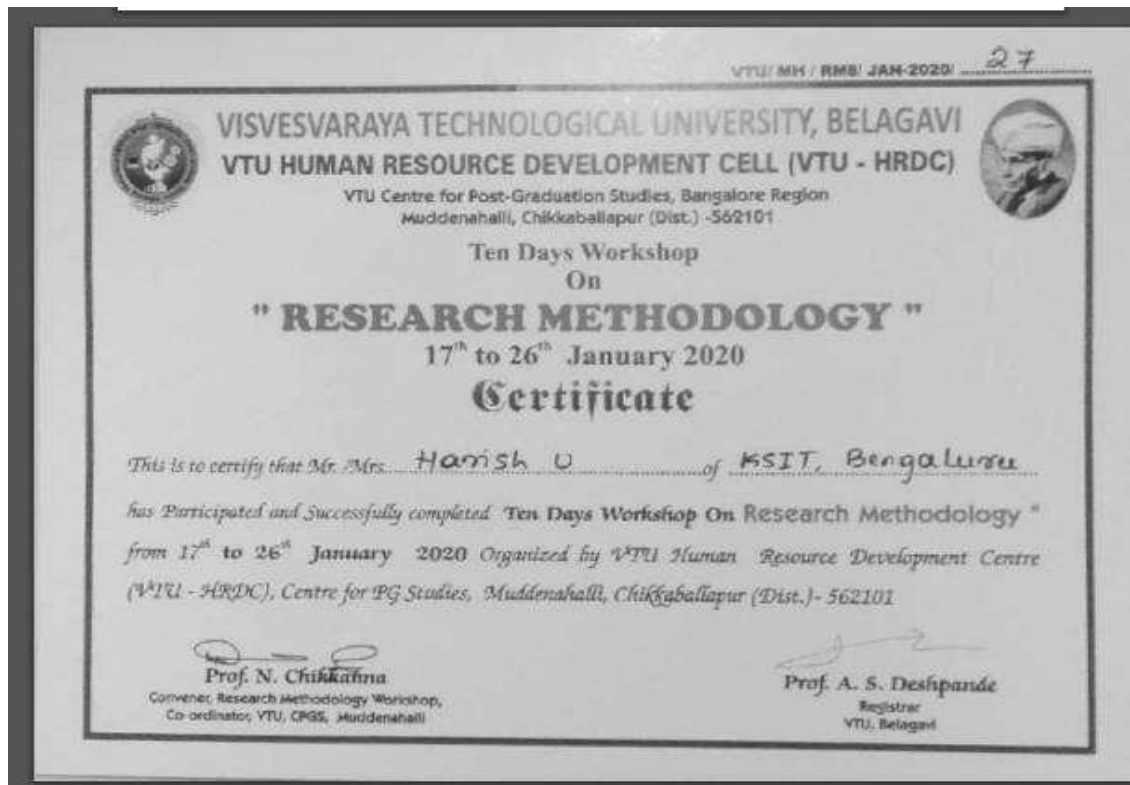 VTU/ MH / RMB/ JAN-2020/ 27
VISVESVARAYA TECHNOLOGICAL UNIVERSITY, BELAGAVI
VTU HUMAN RESOURCE DEVELOPMENT CELL (VTU - HRDC)
VTU Centre for Post-Graduation Studies, Bangalore Region
Muddenahalli, Chikkaballapur (Dist.) -562101
Ten Days Workshop
On
" RESEARCH METHODOLOGY "
17th to 26th January 2020
Certificate
This is to certify that Mr. /Mrs. Harish U of KSIT, Bengaluru
has Participated and Successfully completed Ten Days Workshop On Research Methodology "
from 17th to 26th January 2020 Organized by VTU Human Resource Development Centre
(VTU - HRDC), Centre for PG Studies, Muddenahalli, Chikkaballapur (Dist.)- 562101
Prof. N. Chikkanna
Convener, Research Methodology Workshop,
Co-ordinator, VTU, CPGS, Muddenahalli
Prof. A. S. Deshpande
Registrar
VTU, Belagavi